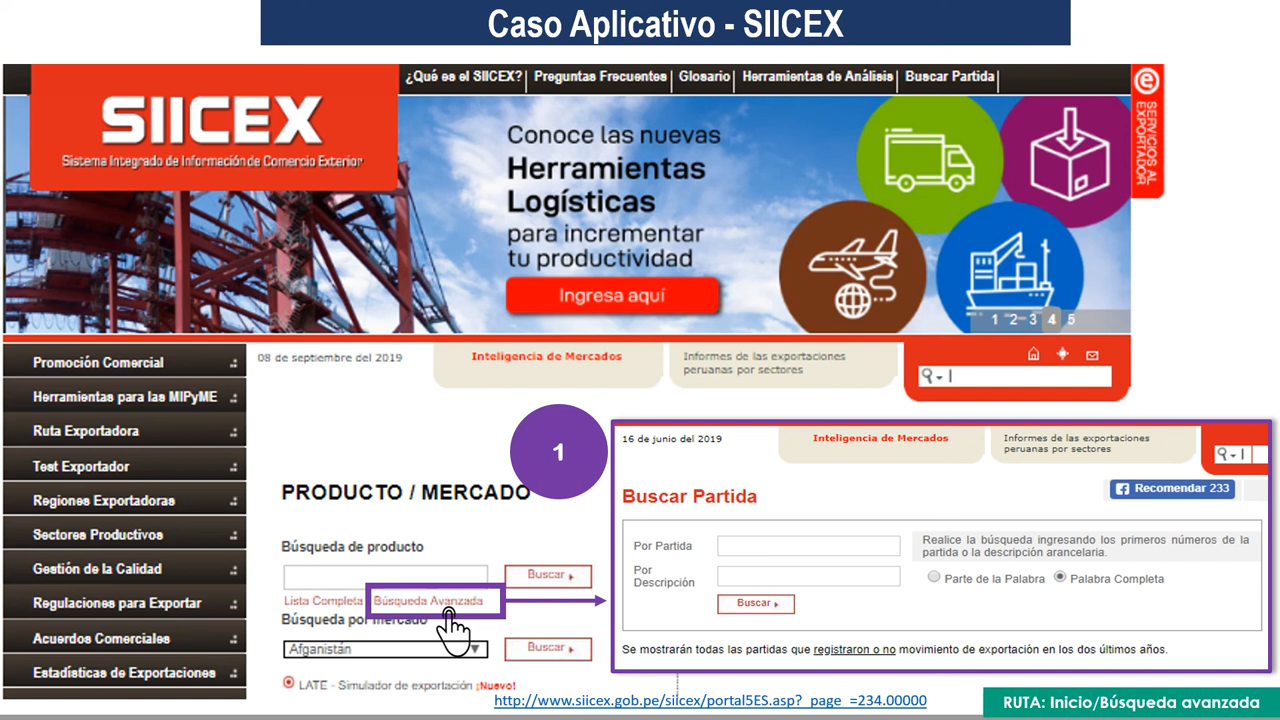 Caso Aplicativo - SIICEX
¿Qué es el SIICEX? | Preguntas Frecuentes | Glosario | Herramientas de Análisis | Buscar Partida |
SIICEX
Sistema Integrado de Información de Comercio Exterior
Conoce las nuevas
Herramientas
Logísticas
para incrementar
tu productividad
Ingresa aquí
1 2 3 4 5
SERVICIOS AL
EXPORTADOR
Promoción Comercial
Herramientas para las MIPyME
Ruta Exportadora
Test Exportador
Regiones Exportadoras
Sectores Productivos
Gestión de la Calidad
Regulaciones para Exportar
Acuerdos Comerciales
Estadísticas de Exportaciones
08 de septiembre del 2019
Inteligencia de Mercados
Informes de las exportaciones
peruanas por sectores
PRODUCTO / MERCADO
Búsqueda de producto
Buscar
Lista Completa
Búsqueda Avanzada
Búsqueda por mercado
Afganistán
Buscar
LATE - Simulador de exportación ¡Nuevo!
1
16 de junio del 2019
Inteligencia de Mercados
Informes de las exportaciones
peruanas por sectores
Buscar Partida
Recomendar 233
Por Partida
Por
Descripción
Buscar
Realice la búsqueda ingresando los primeros números de la
partida o la descripción arancelaria.
Parte de la Palabra
Palabra Completa
Se mostrarán todas las partidas que registraron o no movimiento de exportación en los dos últimos años.
http://www.siicex.gob.pe/siicex/portal5ES.asp?_page_=234.00000
RUTA: Inicio/Búsqueda avanzada